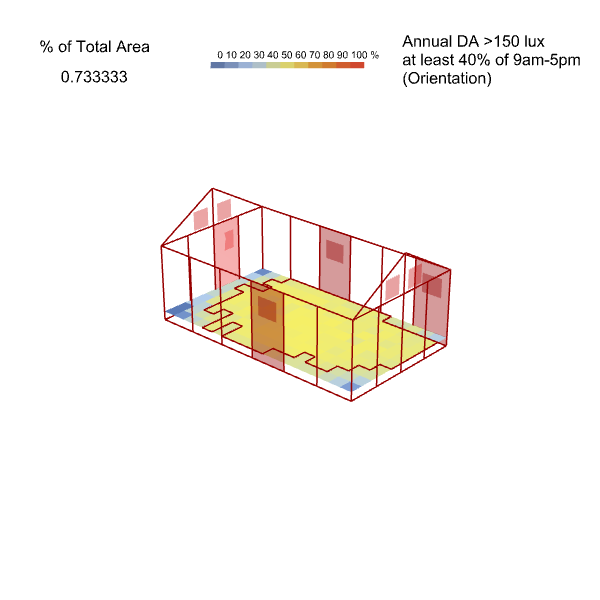 % of Total Area
0.733333
0 10 20 30 40 50 60 70 80 90 100 %
Annual DA >150 lux
at least 40% of 9am-5pm
(Orientation)